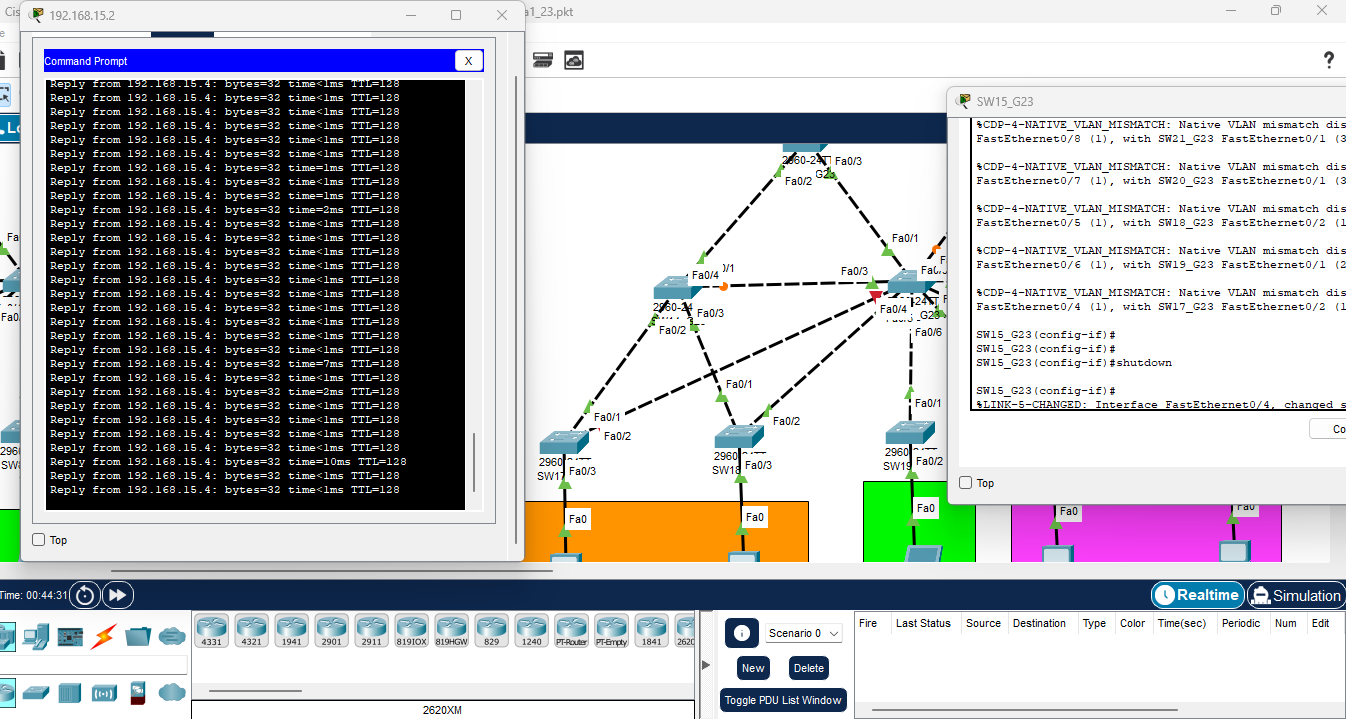 Cis
192.168.15.2
a1_23.pkt
Command Prompt
X
Reply from 192.168.15.4: bytes=32 time<1ms TTL=128
Reply from 192.168.15.4: bytes=32 time<1ms TTL=128
Reply from 192.168.15.4: bytes=32 time<1ms TTL=128
Reply from 192.168.15.4: bytes=32 time<1ms TTL=128
Reply from 192.168.15.4: bytes=32 time<1ms TTL=128
Reply from 192.168.15.4: bytes=32 time<1ms TTL=128
Reply from 192.168.15.4: bytes=32 time=1ms TTL=128
Reply from 192.168.15.4: bytes=32 time<1ms TTL=128
Reply from 192.168.15.4: bytes=32 time<1ms TTL=128
Reply from 192.168.15.4: bytes=32 time=2ms TTL=128
Reply from 192.168.15.4: bytes=32 time<1ms TTL=128
Reply from 192.168.15.4: bytes=32 time<1ms TTL=128
Reply from 192.168.15.4: bytes=32 time<1ms TTL=128
Reply from 192.168.15.4: bytes=32 time<1ms TTL=128
Reply from 192.168.15.4: bytes=32 time<1ms TTL=128
Reply from 192.168.15.4: bytes=32 time<1ms TTL=128
Reply from 192.168.15.4: bytes=32 time<1ms TTL=128
Reply from 192.168.15.4: bytes=32 time<1ms TTL=128
Reply from 192.168.15.4: bytes=32 time<1ms TTL=128
Reply from 192.168.15.4: bytes=32 time<1ms TTL=128
Reply from 192.168.15.4: bytes=32 time=7ms TTL=128
Reply from 192.168.15.4: bytes=32 time<1ms TTL=128
Reply from 192.168.15.4: bytes=32 time=2ms TTL=128
Reply from 192.168.15.4: bytes=32 time<1ms TTL=128
Reply from 192.168.15.4: bytes=32 time<1ms TTL=128
Reply from 192.168.15.4: bytes=32 time<1ms TTL=128
Reply from 192.168.15.4: bytes=32 time<1ms TTL=128
Reply from 192.168.15.4: bytes=32 time=10ms TTL=128
Reply from 192.168.15.4: bytes=32 time<1ms TTL=128
Reply from 192.168.15.4: bytes=32 time<1ms TTL=128
Top
?
Lo
SW15_G23
%CDP-4-NATIVE_VLAN_MISMATCH: Native VLAN mismatch dis
FastEthernet0/8 (1), with SW21_G23 FastEthernet0/1 (3
%CDP-4-NATIVE_VLAN_MISMATCH: Native VLAN mismatch dis
FastEthernet0/7 (1), with SW20_G23 FastEthernet0/1 (3
%CDP-4-NATIVE_VLAN_MISMATCH: Native VLAN mismatch dis
FastEthernet0/5 (1), with SW18_G23 FastEthernet0/2 (1
%CDP-4-NATIVE_VLAN_MISMATCH: Native VLAN mismatch dis
FastEthernet0/6 (1), with SW19_G23 FastEthernet0/1 (2
%CDP-4-NATIVE_VLAN_MISMATCH: Native VLAN mismatch dis
FastEthernet0/4 (1), with SW17_G23 FastEthernet0/2 (1
SW15_G23(config-if)#
SW15_G23(config-if)#
SW15_G23(config-if)#shutdown
SW15_G23(config-if)#
%LINK-5-CHANGED: Interface FastEthernet0/4, changed s
Co
Top
2960-24TT
Fa0/3
Fa0/2
Fa0/1
Fa0/4
Fa0/3
Fa0/3
Fa0/2
Fa0/4
Fa0/6
G23
Fa0/1
Fa0/1
Fa0/2
Fa0/2
Fa0/1
SW18
Fa0/3
Fa0/3
SW19
Fa0/2
Fa0
Fa0
Fa0
Fa0
Fa0
Time: 00:44:31
Realtime
Simulation
4331
4321
1941
2901
2911
819IOX
819HGW
829
1240
PT-Router
PT-Empty
1841
2620
2620XM
Scenario 0
New
Delete
Toggle PDU List Window
Fire
Last Status
Source
Destination
Type
Color
Time(sec)
Periodic
Num
Edit